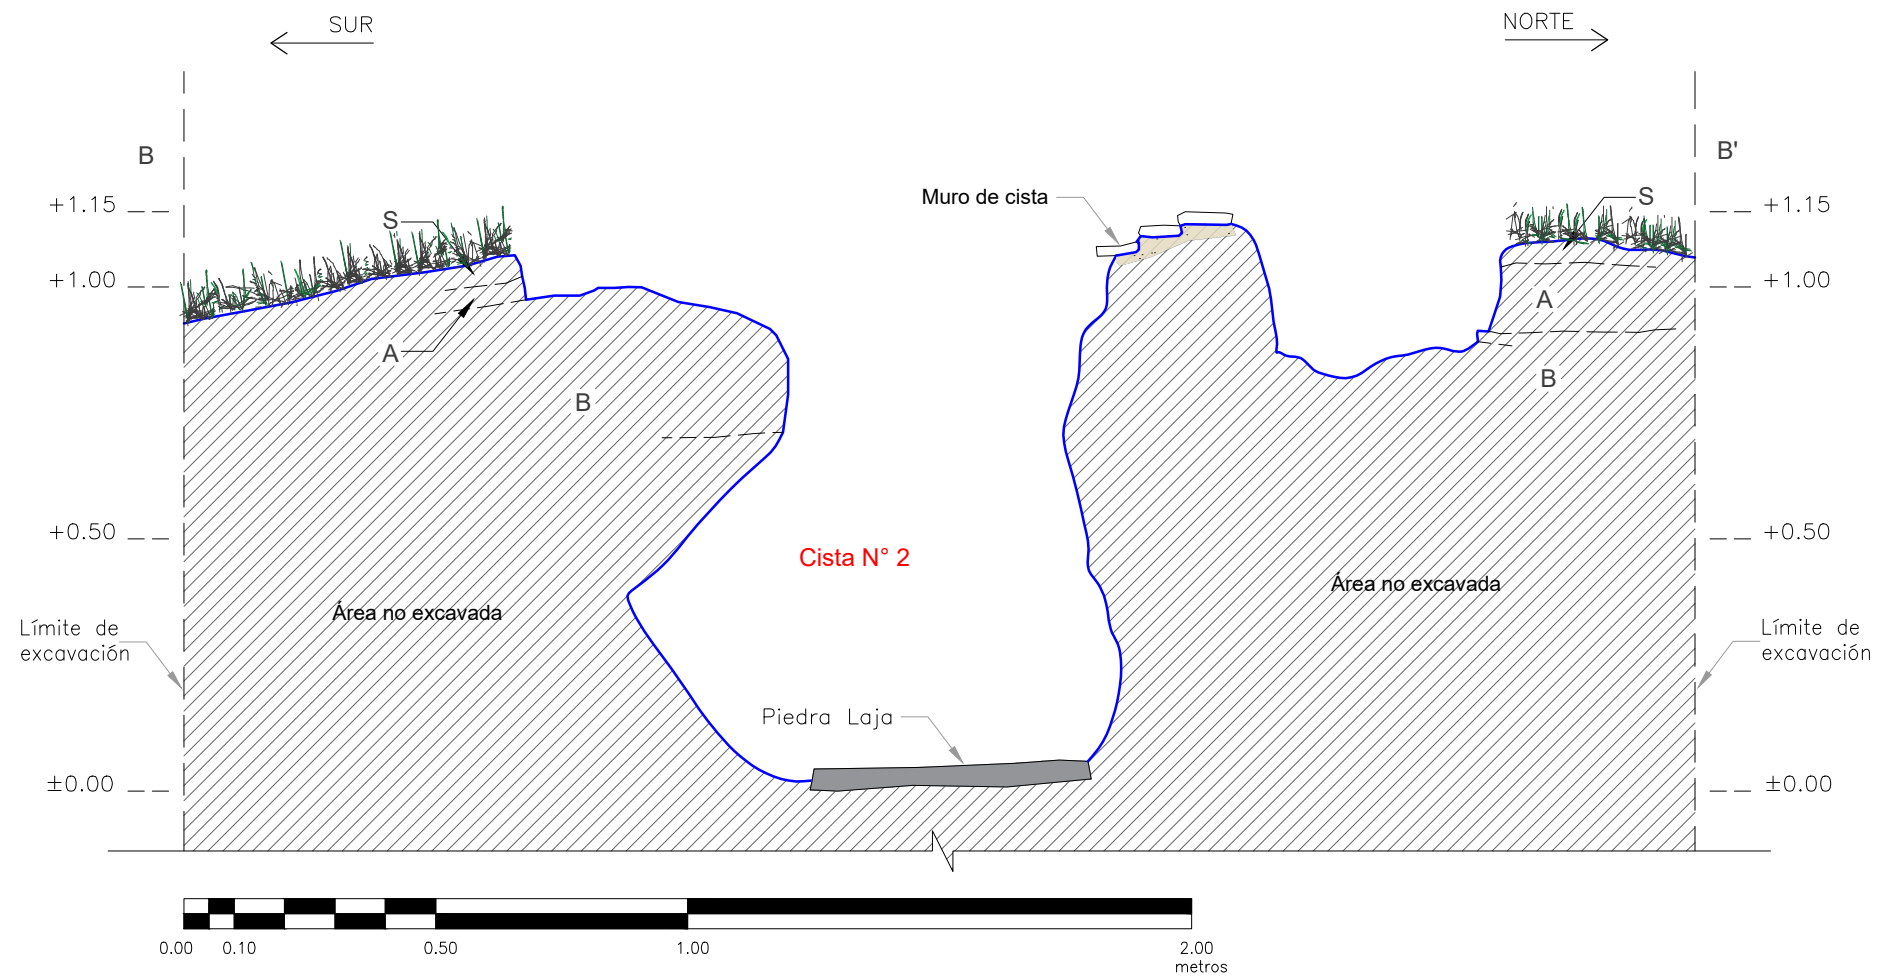 SUR
NORTE
B
B'
+1.15
S
Muro de cista
S
+1.15
+1.00
A
+1.00
A
B
B
+0.50
Cista N° 2
+0.50
Área no excavada
Área no excavada
Límite de
excavación
Límite de
excavación
Piedra Laja
±0.00
±0.00
0.00
0.10
0.50
1.00
2.00
metros